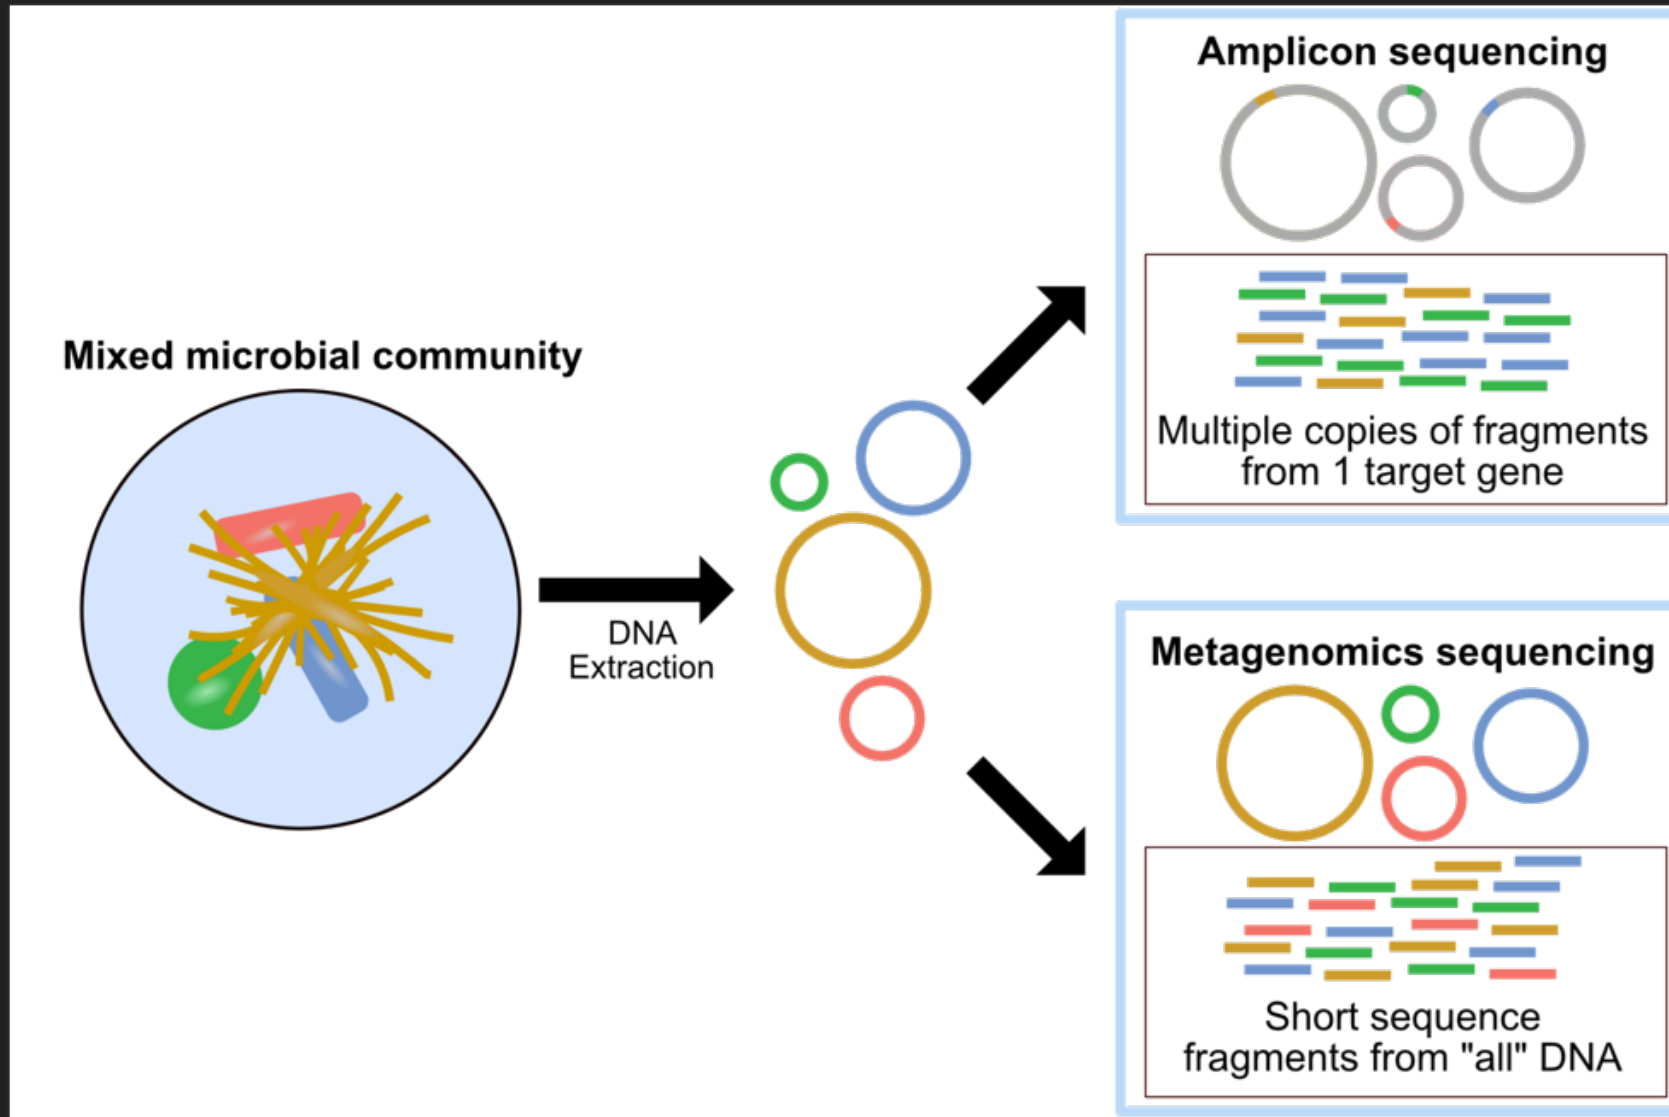 Mixed microbial community
DNA
Extraction
Amplicon sequencing
Multiple copies of fragments
from 1 target gene
Metagenomics sequencing
Short sequence
fragments from "all" DNA